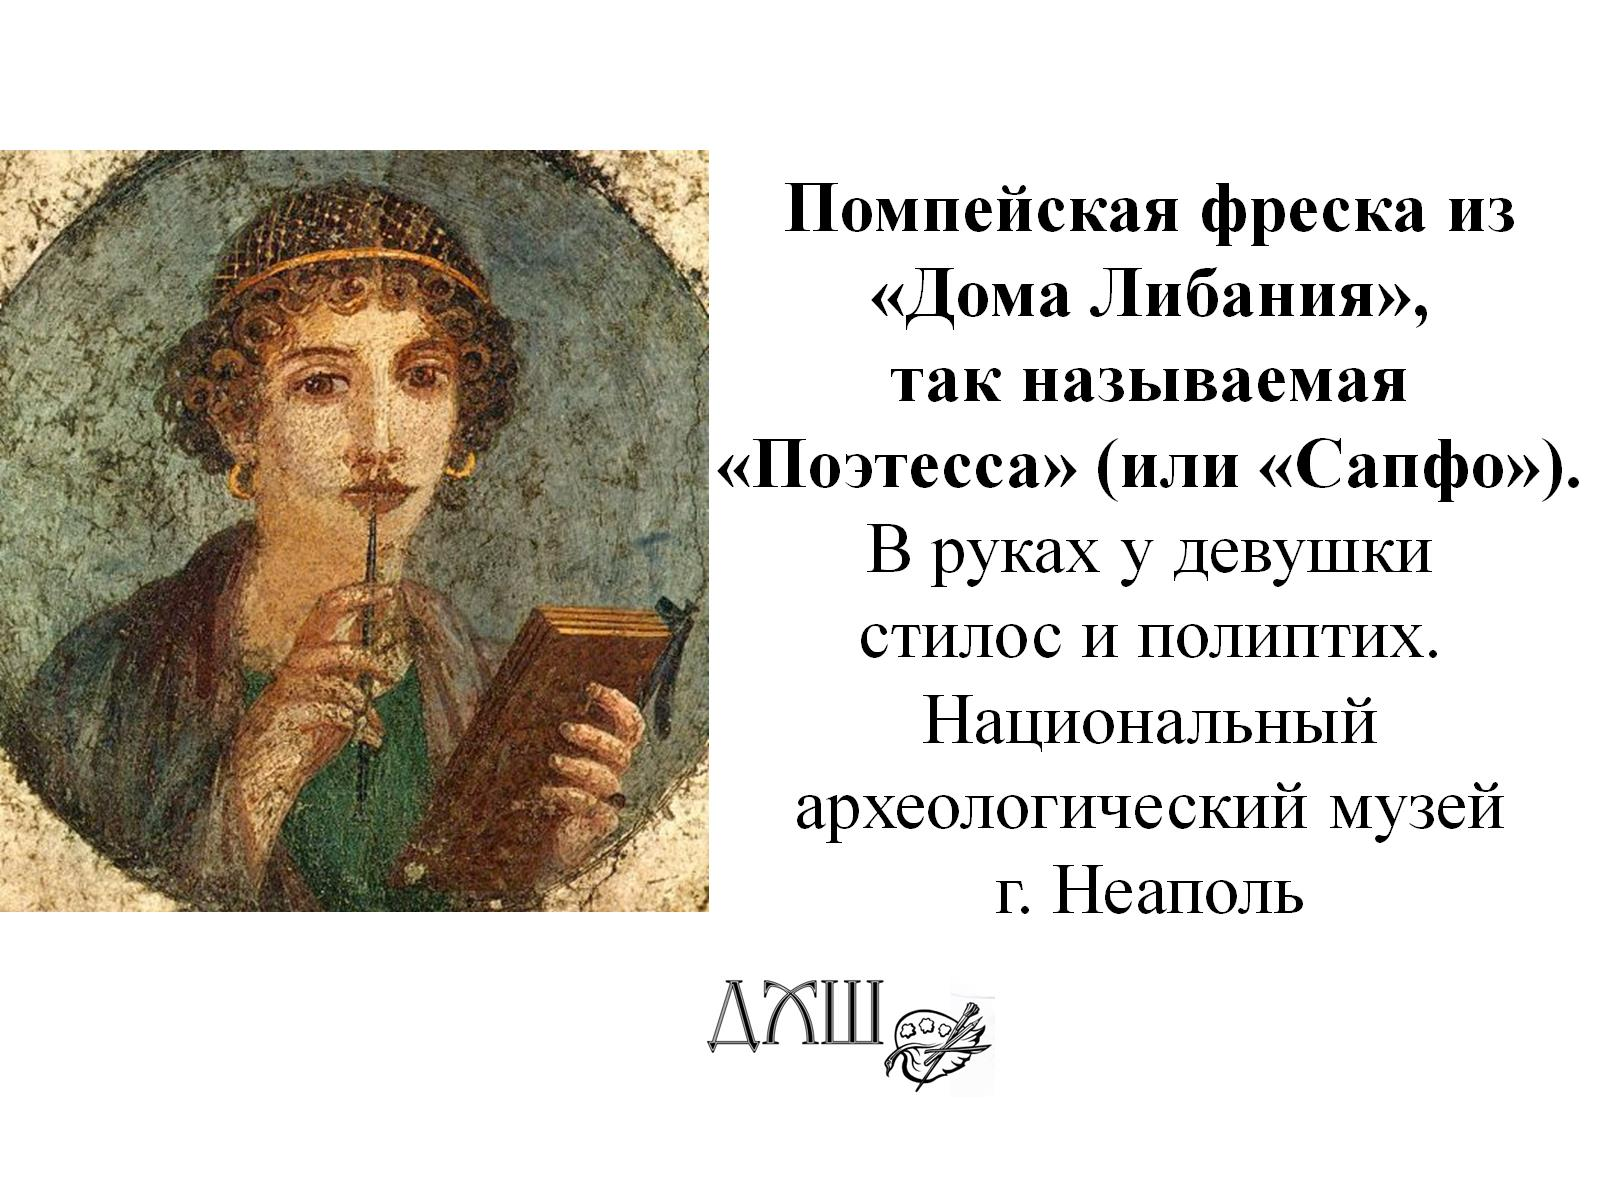 Помпейская фреска из
«Дома Либания»,
так называемая
«Поэтесса» (или «Сапфо»).
В руках у девушки
стилос и полиптих.
Национальный
археологический музей
г. Неаполь
ДХШ